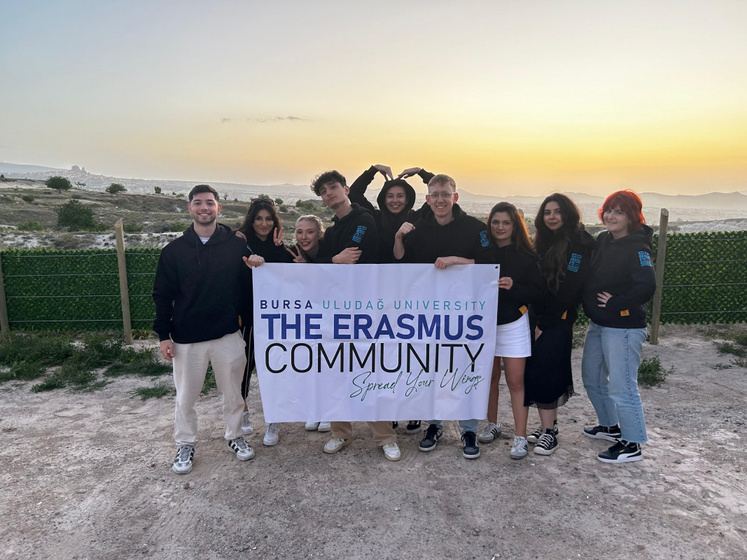 BURSA ULUDAĞ UNIVERSITY
THE ERASMUS
COMMUNITY
Spread Your Wings